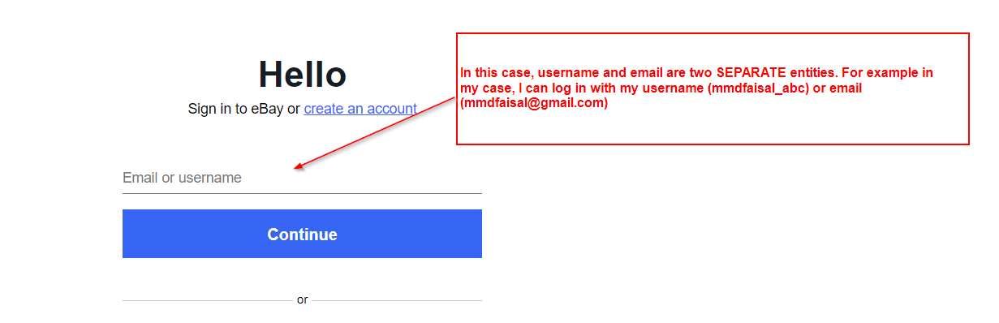 Hello
Sign in to eBay or create an account
Email or username
Continue
or
In this case, username and email are two SEPARATE entities. For example in
my case, I can log in with my username (mmdfaisal_abc) or email
(mmdfaisal@gmail.com)